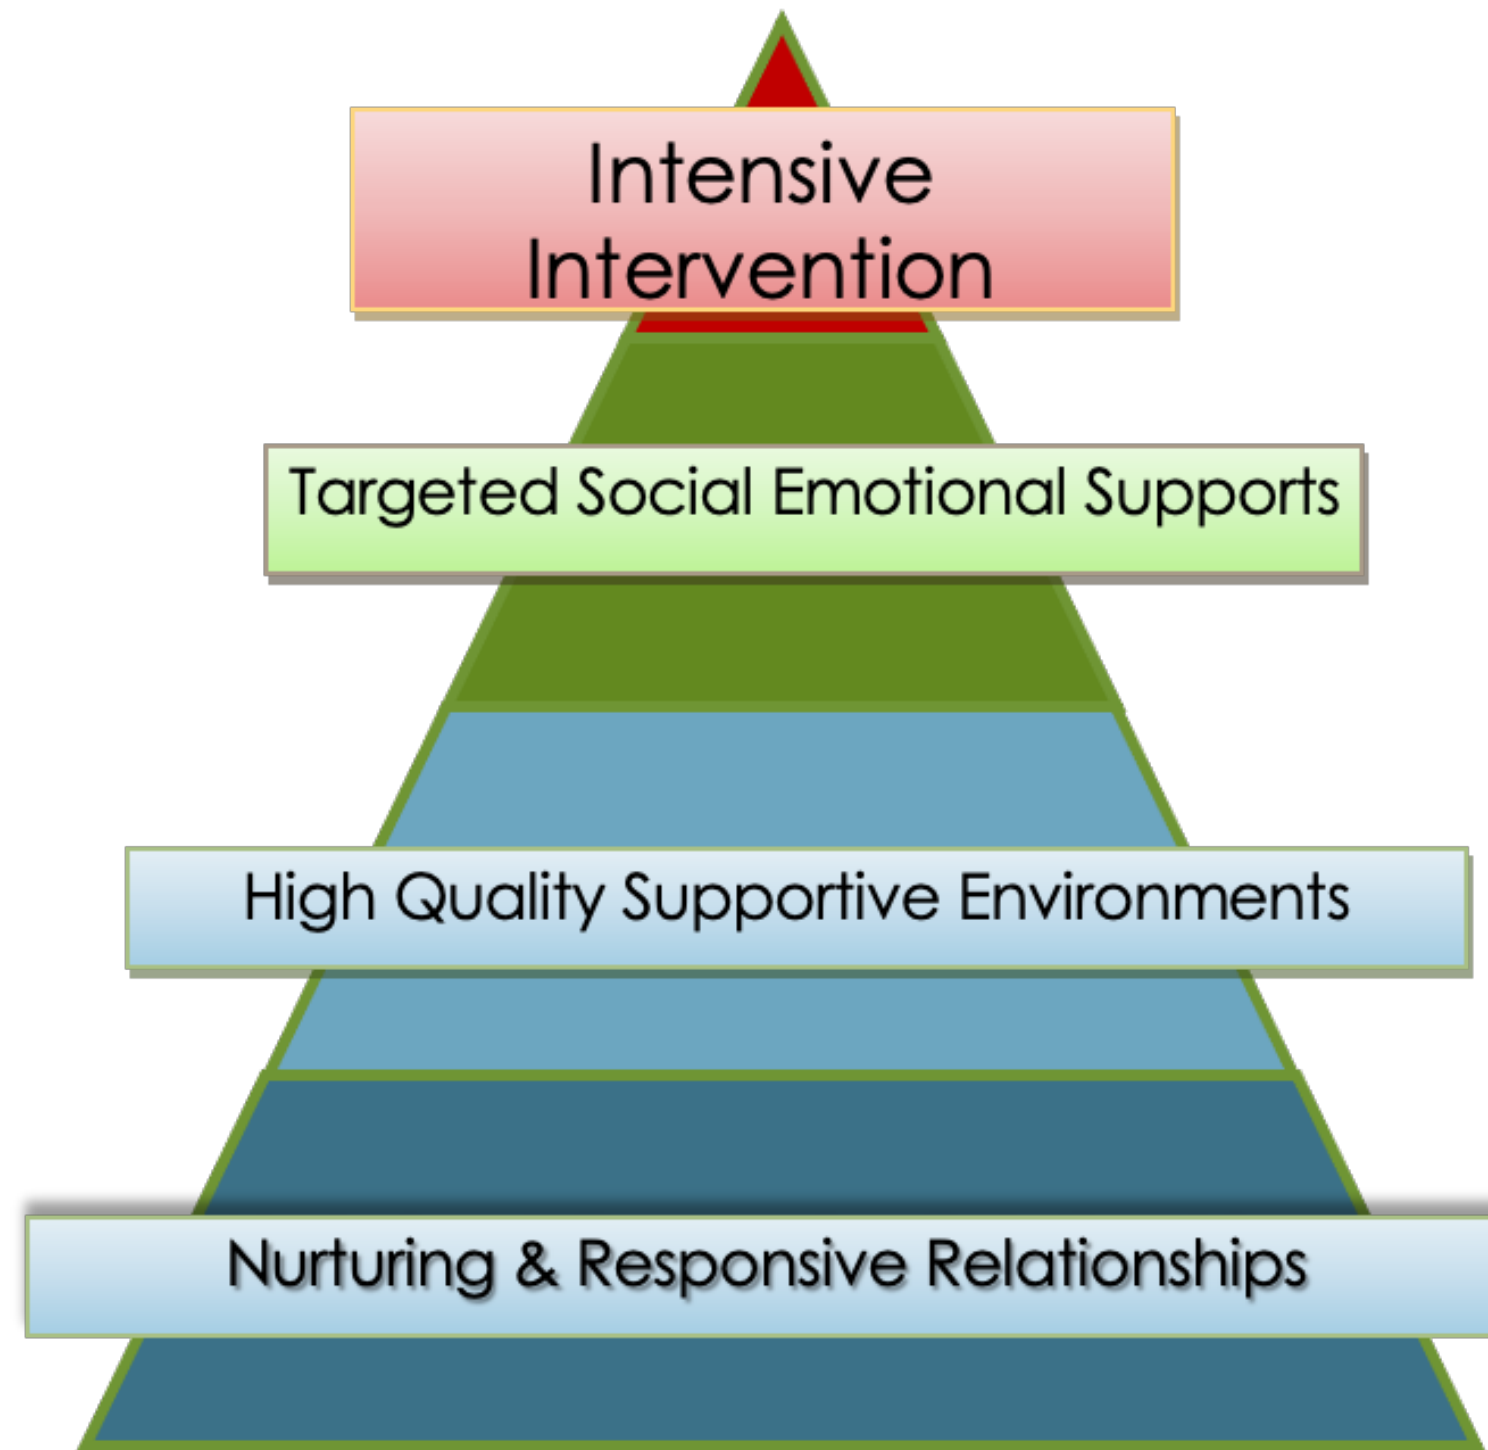 Intensive
Intervention
Targeted Social Emotional Supports
High Quality Supportive Environments
Nurturing & Responsive Relationships